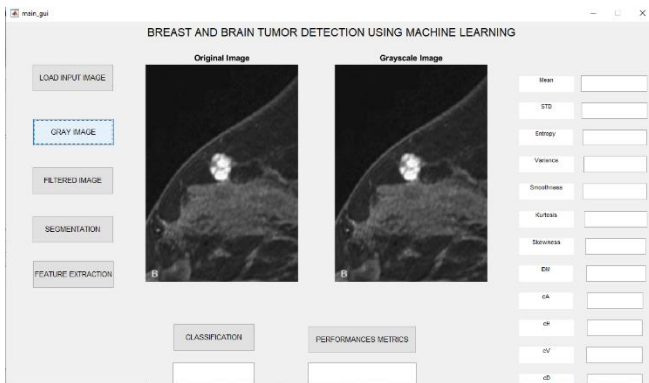 main_gui
BREAST AND BRAIN TUMOR DETECTION USING MACHINE LEARNING
Original Image
Grayscale Image
LOAD INPUT IMAGE
GRAY IMAGE
FILTERED IMAGE
SEGMENTATION
FEATURE EXTRACTION
B
B
CLASSIFICATION
PERFORMANCES METRICS
Mean
STD
Entropy
Variance
Smoothness
Kurtosis
Skewness
IDM
cA
cH
cV
cD